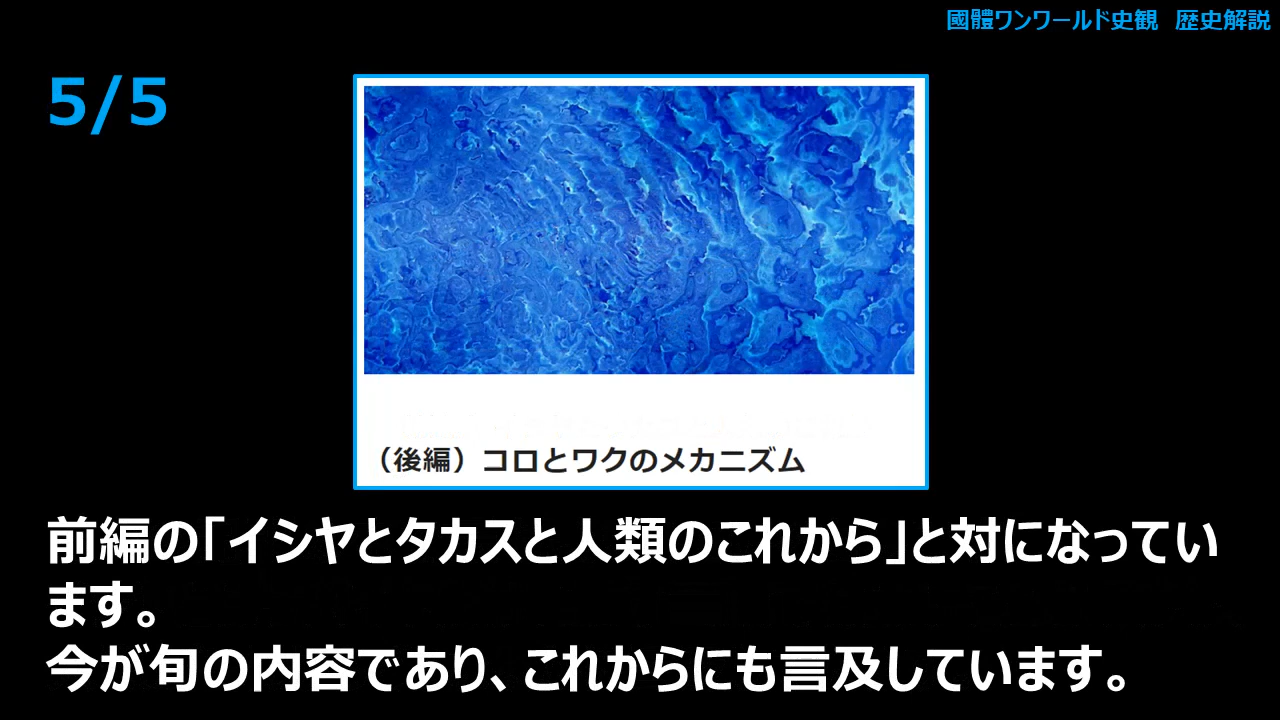 國體ワンワールド史観 歴史解説
5/5
（後編）コロとワクのメカニズム
前編の「イシヤとタカスと人類のこれから」と対になってい
ます。
今が旬の内容であり、これからにも言及しています。